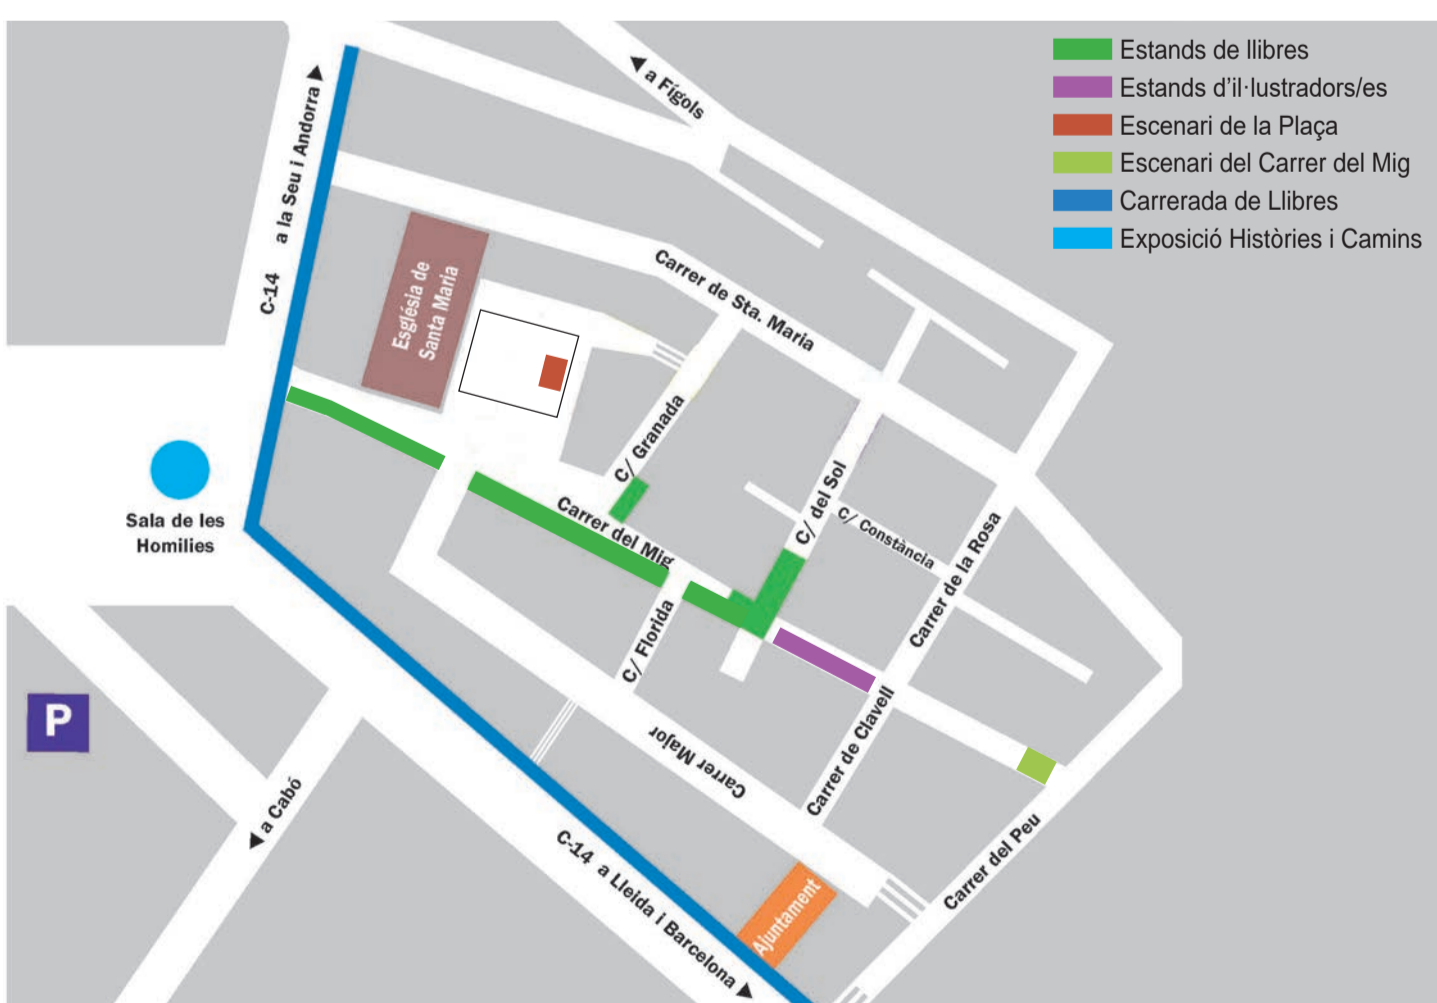 Estands de llibres
Estands d'il·lustradors/es
Escenari de la Plaça
Escenari del Carrer del Mig
Carrerada de Llibres
Exposició Històries i Camins
a Fígols
C-14 a la Seu i Andorra
Església de
Santa Maria
Carrer de Sta. Maria
C/ Granada
C/ del Sol
C/ Constància
Carrer de la Rosa
Sala de les
Homilies
Carrer del Mig
C/ Florida
P
Carrer Major
Carrer de Clavell
a Cabó
C-14 a Lleida i Barcelona
Ajuntament
Carrer del Peu